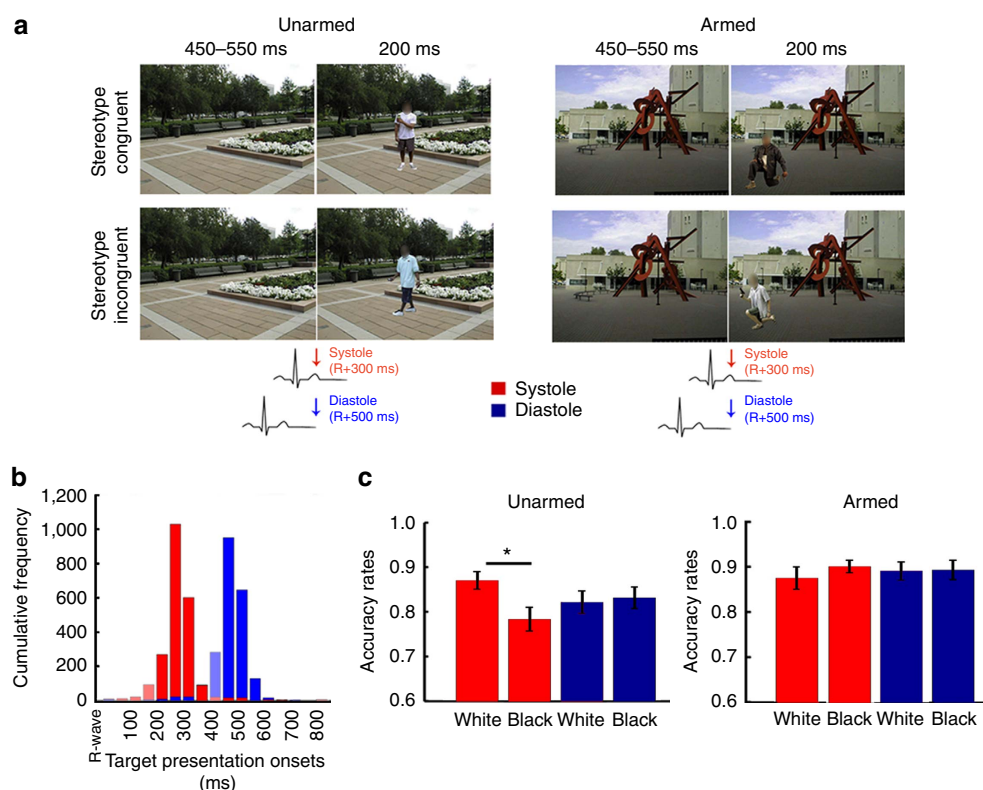 a
Unarmed
Armed
450–550 ms
200 ms
450–550 ms
200 ms
Stereotype
congruent
Stereotype
incongruent
Systole
(R+300 ms)
Diastole
(R+500 ms)
Systole
Diastole
Systole
(R+300 ms)
Diastole
(R+500 ms)
b
Cumulative frequency
1,200
1,000
800
600
400
200
0
R-wave
100
200
300
400
500
600
700
800
Target presentation onsets
(ms)
c
Unarmed
Accuracy rates
1.0
0.9
0.8
0.7
0.6
*
White Black White Black
Armed
Accuracy rates
1.0
0.9
0.8
0.7
0.6
White Black White Black